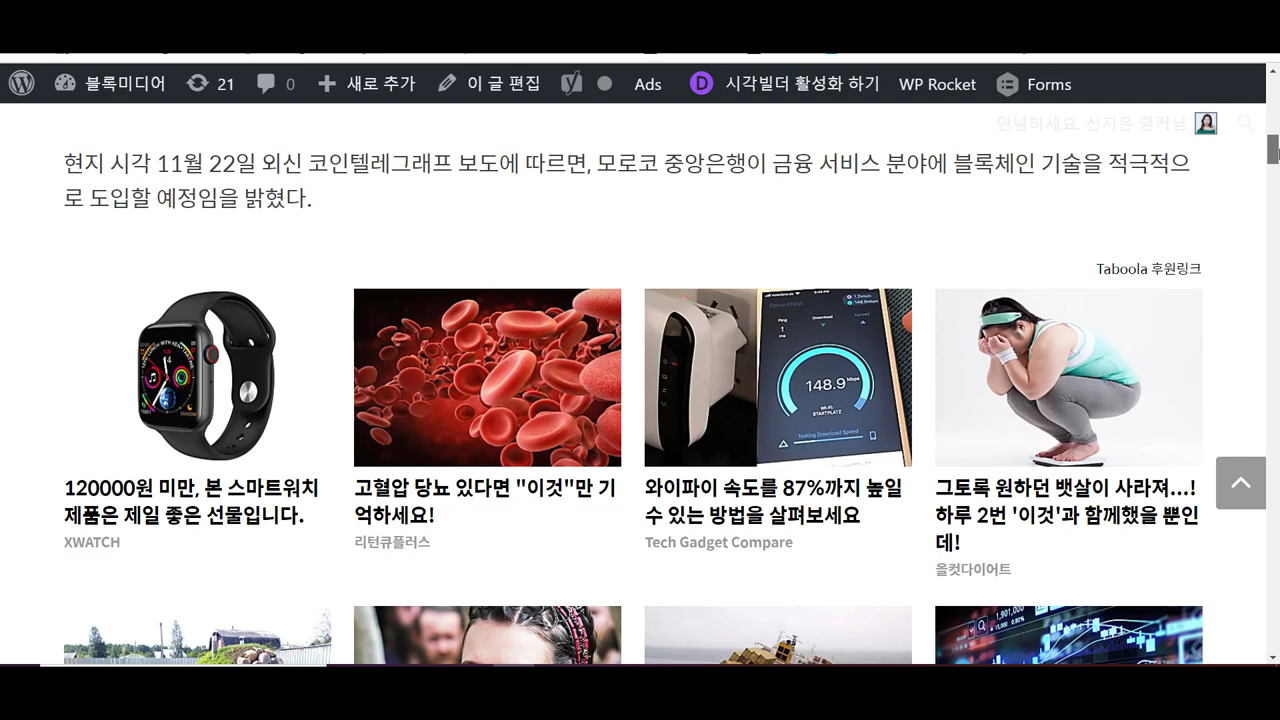 블록미디어 21 0 새로 추가 이 글 편집 Ads 시각빌더 활성화 하기 WP Rocket Forms
안녕하세요. 신지은 앵커님
현지 시각 11월 22일 외신 코인텔레그래프 보도에 따르면, 모로코 중앙은행이 금융 서비스 분야에 블록체인 기술을 적극적으
로 도입할 예정임을 밝혔다.
Taboola 후원링크
148.9 Mbps
WI-FI:
STARTPLATZ
Testing Download Speed
120000원 미만, 본 스마트워치
제품은 제일 좋은 선물입니다.
XWATCH
고혈압 당뇨 있다면 "이것"만 기
억하세요!
리턴큐플러스
와이파이 속도를 87%까지 높일
수 있는 방법을 살펴보세요
Tech Gadget Compare
그토록 원하던 뱃살이 사라져...!
하루 2번 '이것'과 함께했을 뿐인
데!
올컷다이어트
1,901,000